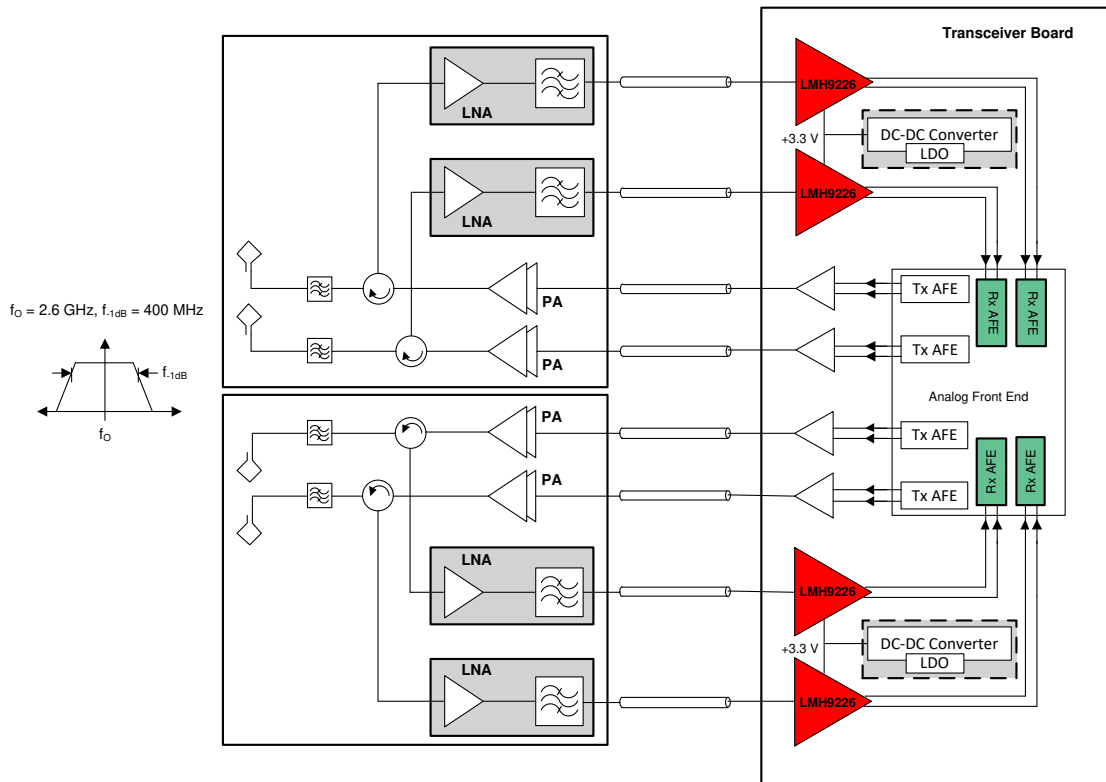 Transceiver Board
LMH9226
LNA
DC-DC Converter
LDO
+3.3 V
LMH9226
LNA
Tx AFE
Rx AFE
Rx AFE
PA
fO = 2.6 GHz, f-1dB = 400 MHz
Tx AFE
PA
f-1dB
Analog Front End
fO
PA
Tx AFE
Rx AFE
Rx AFE
PA
Tx AFE
LNA
LMH9226
DC-DC Converter
LDO
+3.3 V
LNA
LMH9226